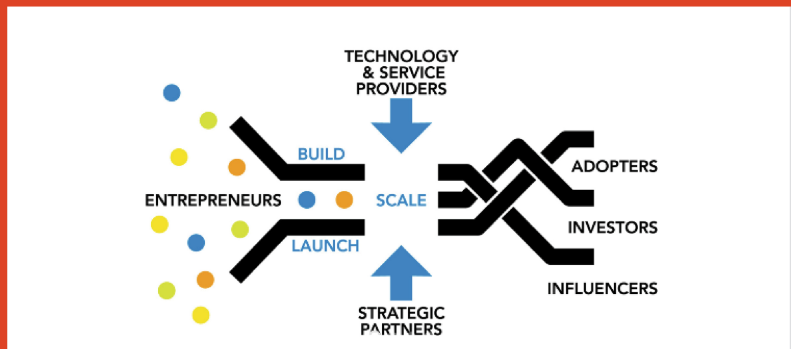 TECHNOLOGY
& SERVICE
PROVIDERS
BUILD
ADOPTERS
ENTREPRENEURS
SCALE
INVESTORS
LAUNCH
INFLUENCERS
STRATEGIC
PARTNERS